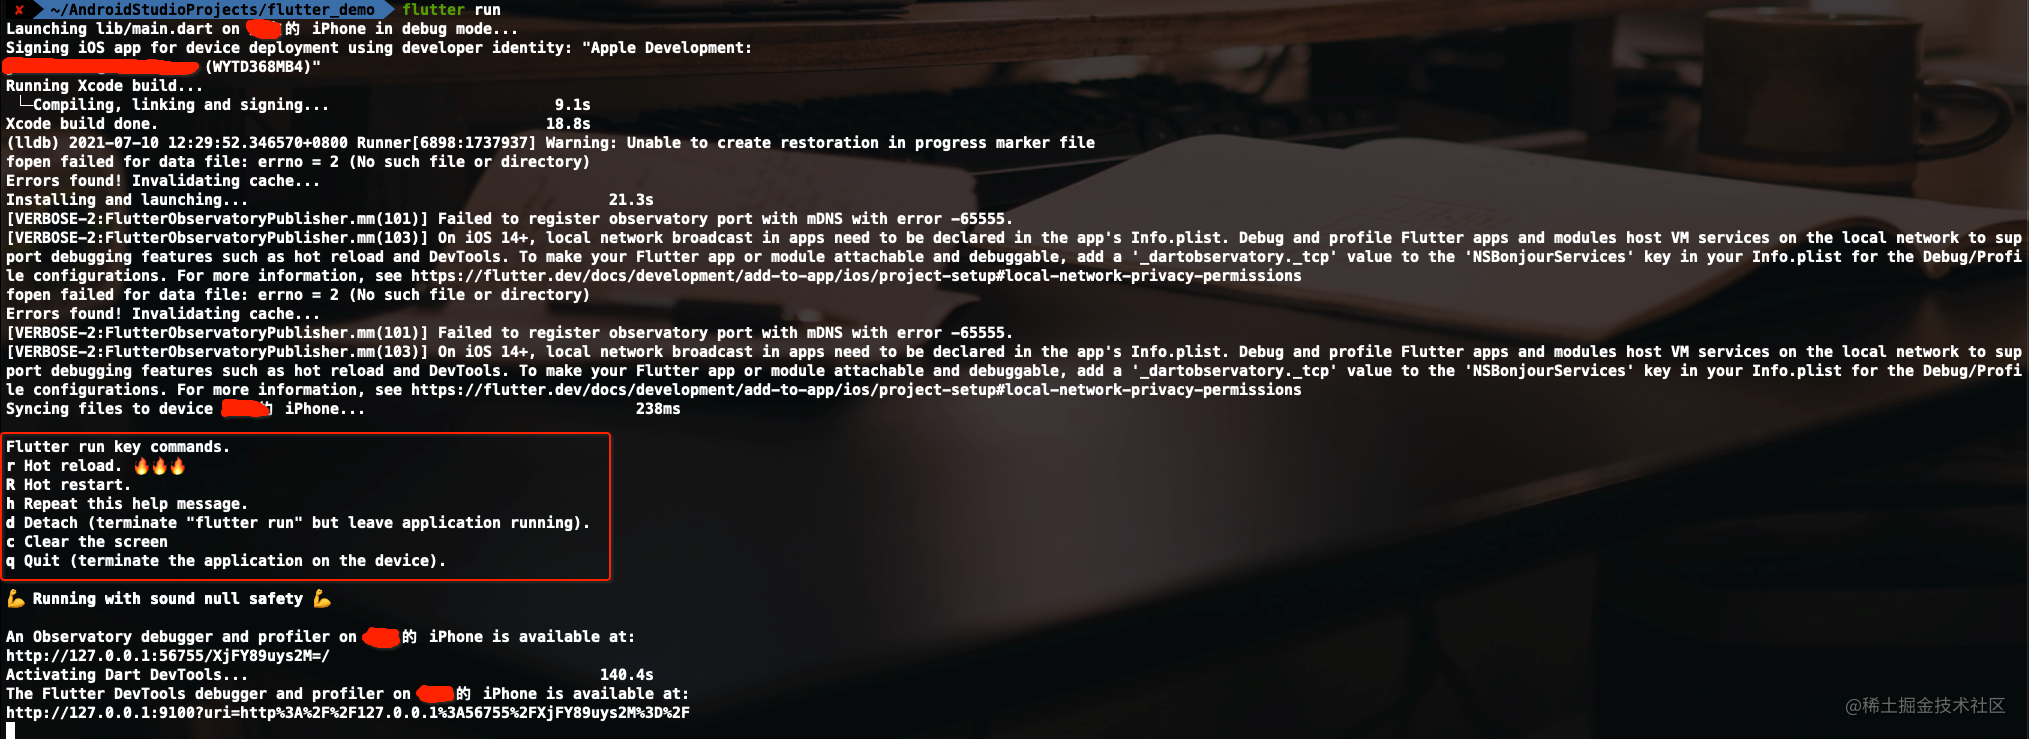 ✘ ~/AndroidStudioProjects/flutter_demo flutter run
Launching lib/main.dart on 的 iPhone in debug mode...
Signing iOS app for device deployment using developer identity: "Apple Development:
(WYTD368MB4)"
Running Xcode build...
└─Compiling, linking and signing... 9.1s
Xcode build done. 18.8s
(lldb) 2021-07-10 12:29:52.346570+0800 Runner[6898:1737937] Warning: Unable to create restoration in progress marker file
fopen failed for data file: errno = 2 (No such file or directory)
Errors found! Invalidating cache...
Installing and launching... 21.3s
[VERBOSE-2:FlutterObservatoryPublisher.mm(101)] Failed to register observatory port with mDNS with error -65555.
[VERBOSE-2:FlutterObservatoryPublisher.mm(103)] On iOS 14+, local network broadcast in apps need to be declared in the app's Info.plist. Debug and profile Flutter apps and modules host VM services on the local network to sup
port debugging features such as hot reload and DevTools. To make your Flutter app or module attachable and debuggable, add a '_dartobservatory._tcp' value to the 'NSBonjourServices' key in your Info.plist for the Debug/Profi
le configurations. For more information, see https://flutter.dev/docs/development/add-to-app/ios/project-setup#local-network-privacy-permissions
fopen failed for data file: errno = 2 (No such file or directory)
Errors found! Invalidating cache...
[VERBOSE-2:FlutterObservatoryPublisher.mm(101)] Failed to register observatory port with mDNS with error -65555.
[VERBOSE-2:FlutterObservatoryPublisher.mm(103)] On iOS 14+, local network broadcast in apps need to be declared in the app's Info.plist. Debug and profile Flutter apps and modules host VM services on the local network to sup
port debugging features such as hot reload and DevTools. To make your Flutter app or module attachable and debuggable, add a '_dartobservatory._tcp' value to the 'NSBonjourServices' key in your Info.plist for the Debug/Profi
le configurations. For more information, see https://flutter.dev/docs/development/add-to-app/ios/project-setup#local-network-privacy-permissions
Syncing files to device 的 iPhone... 238ms
Flutter run key commands.
r Hot reload. 🔥🔥🔥
R Hot restart.
h Repeat this help message.
d Detach (terminate "flutter run" but leave application running).
c Clear the screen
q Quit (terminate the application on the device).
💪 Running with sound null safety 💪
An Observatory debugger and profiler on 的 iPhone is available at:
http://127.0.0.1:56755/XjFY89uys2M=/
Activating Dart DevTools... 140.4s
The Flutter DevTools debugger and profiler on 的 iPhone is available at:
http://127.0.0.1:9100?uri=http%3A%2F%2F127.0.0.1%3A56755%2FXjFY89uys2M%3D%2F
@稀土掘金技术社区